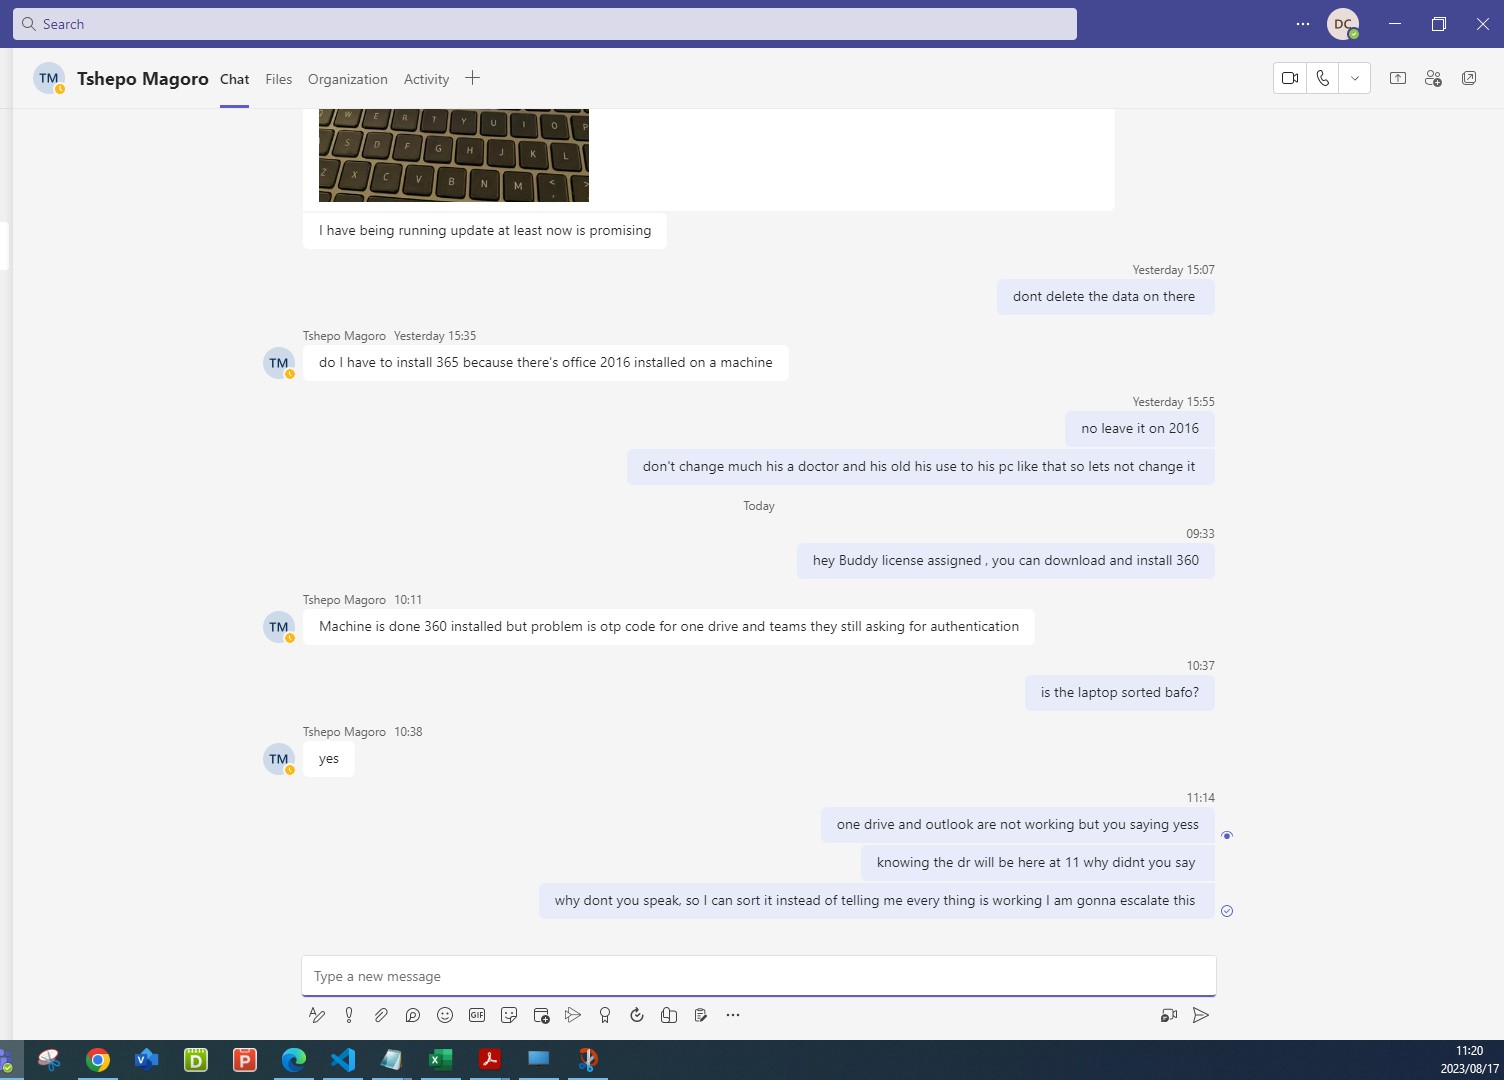 Search
DC
TM
Tshepo Magoro
Chat
Files
Organization
Activity
W E R T Y U I O P
S D F G H J K L
Z X C V B N M < >
I have being running update at least now is promising
Yesterday 15:07
dont delete the data on there
Tshepo Magoro Yesterday 15:35
TM
do I have to install 365 because there's office 2016 installed on a machine
Yesterday 15:55
no leave it on 2016
don't change much his a doctor and his old his use to his pc like that so lets not change it
Today
09:33
hey Buddy license assigned , you can download and install 360
Tshepo Magoro 10:11
TM
Machine is done 360 installed but problem is otp code for one drive and teams they still asking for authentication
10:37
is the laptop sorted bafo?
Tshepo Magoro 10:38
TM
yes
11:14
one drive and outlook are not working but you saying yess
knowing the dr will be here at 11 why didnt you say
why dont you speak, so I can sort it instead of telling me every thing is working I am gonna escalate this
Type a new message
GIF
11:20
2023/08/17